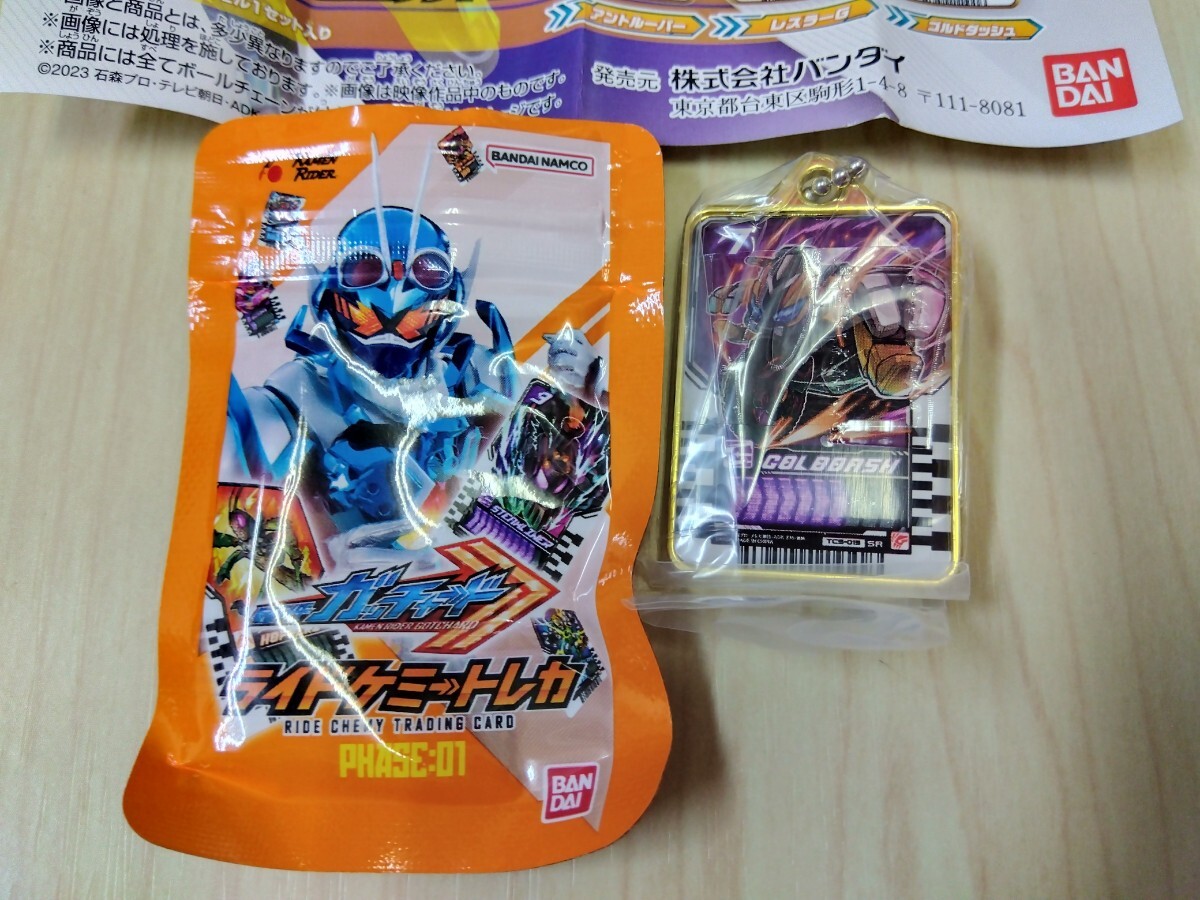 アントルーパー
レスラーG
ゴルドダッシュ
※画像と商品とは、多少異なりますのでご了承ください。
※画像には処理を施しております。※画像は映像作品中のものです。
※商品には全てボールチェーン
©2023 石森プロ・テレビ朝日・ADK
発売元 株式会社バンダイ
東京都台東区駒形1-4-8 〒111-8081
BAN
DAI
KAMEN
RIDER
BANDAI NAMCO
9
STEAMLINER
ガッチャード
KAMEN RIDER GOTCHARD
ライドケミートレカ
RIDE CHEMY TRADING CARD
PHASE:01
BAN
DAI
GOLDDASH
SR